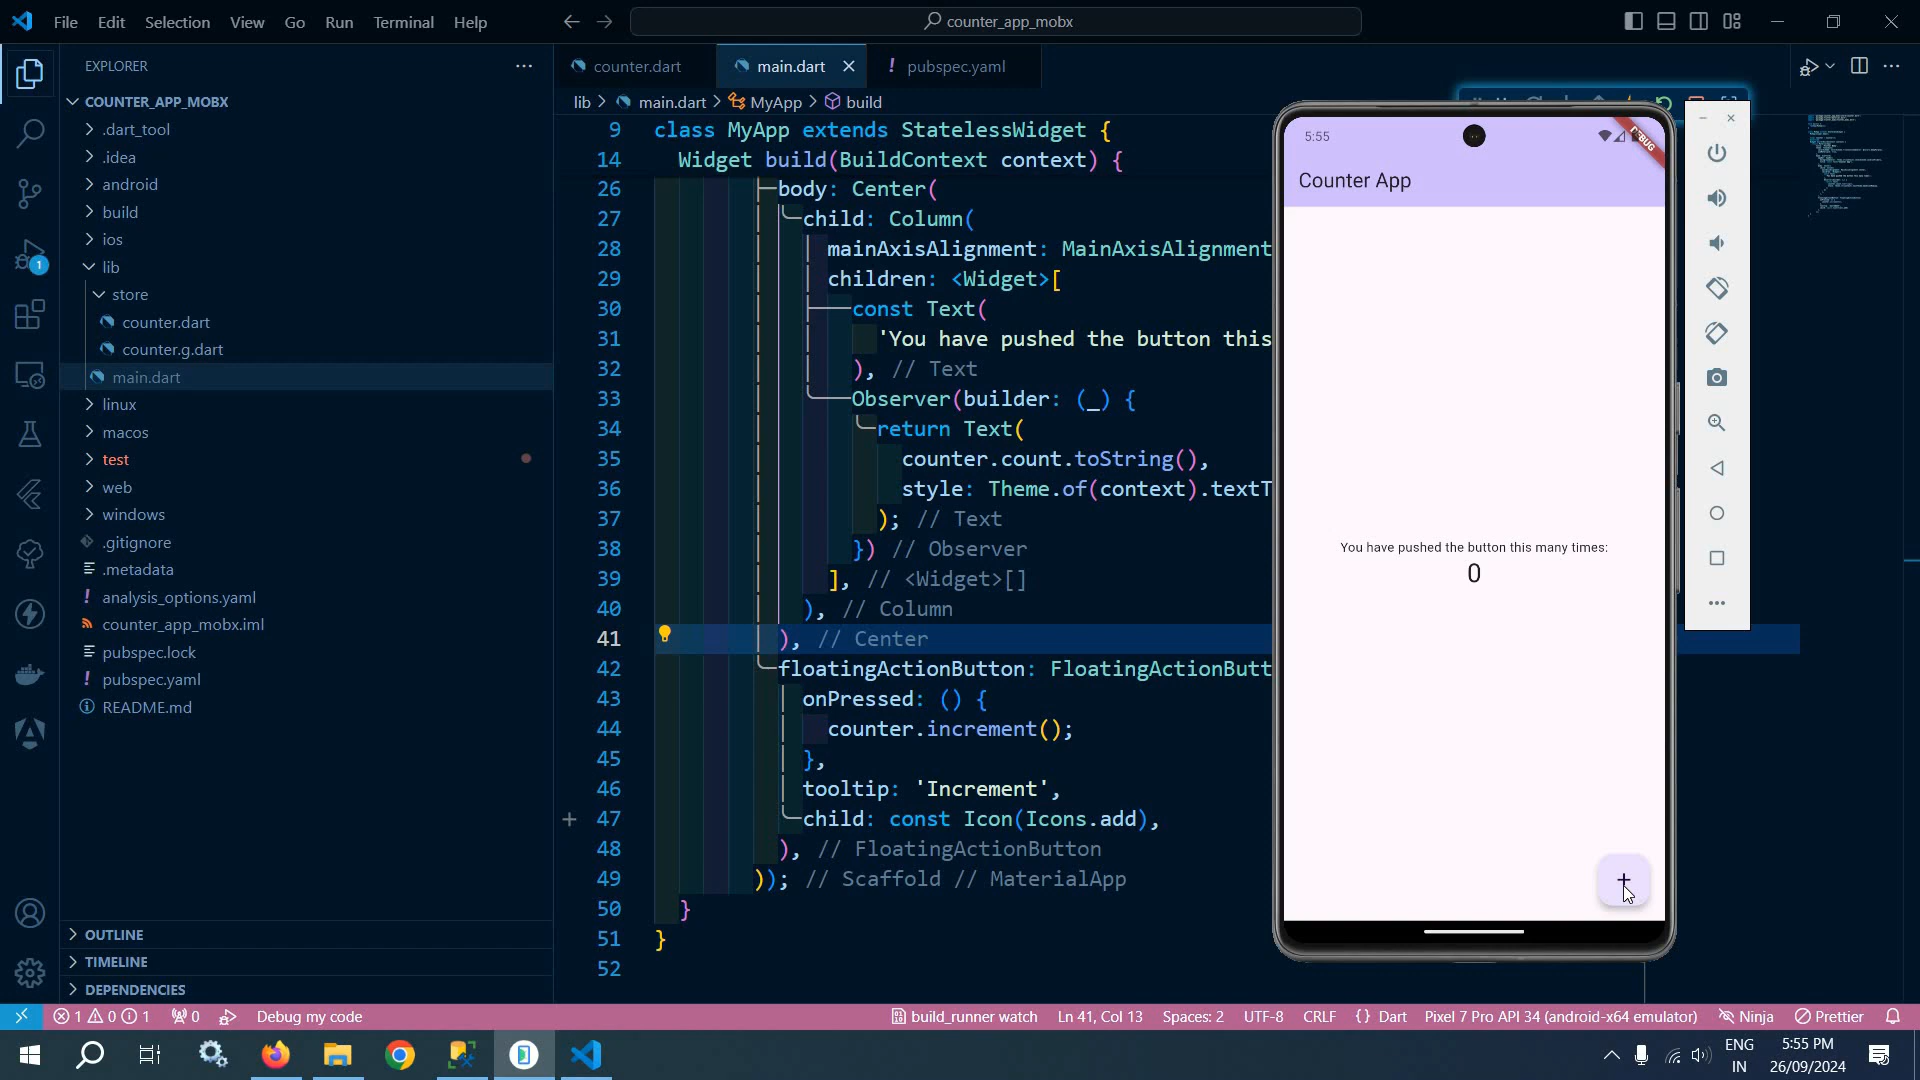 File Edit Selection View Go Run Terminal Help
counter_app_mobx
EXPLORER
COUNTER_APP_MOBX
.dart_tool
.idea
android
build
ios
lib
store
counter.dart
counter.g.dart
main.dart
linux
macos
test
web
windows
.gitignore
.metadata
analysis_options.yaml
counter_app_mobx.iml
pubspec.lock
pubspec.yaml
README.md
OUTLINE
TIMELINE
DEPENDENCIES
counter.dart main.dart pubspec.yaml
lib > main.dart > MyApp > build
9 class MyApp extends StatelessWidget {
14 Widget build(BuildContext context) {
26 body: Center(
27 child: Column(
28 mainAxisAlignment: MainAxisAlignment
29 children: <Widget>[
30 const Text(
31 'You have pushed the button this
32 ), // Text
33 Observer(builder: (_) {
34 return Text(
35 counter.count.toString(),
36 style: Theme.of(context).textT
37 ); // Text
38 }) // Observer
39 ], // <Widget>[]
40 ), // Column
41 ), // Center
42 floatingActionButton: FloatingActionButt
43 onPressed: () {
44 counter.increment();
45 },
46 tooltip: 'Increment',
47 child: const Icon(Icons.add),
48 ), // FloatingActionButton
49 )); // Scaffold // MaterialApp
50 }
51 }
52
5:55
DEBUG
Counter App
You have pushed the button this many times:
0
+
1
1 0 1 0 Debug my code build_runner watch Ln 41, Col 13 Spaces: 2 UTF-8 CRLF {} Dart Pixel 7 Pro API 34 (android-x64 emulator) Ninja Prettier
ENG
IN
5:55 PM
26/09/2024